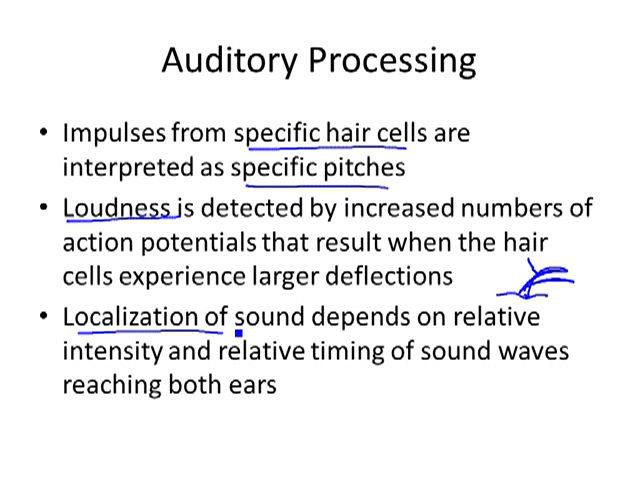 Auditory Processing
• Impulses from specific hair cells are
interpreted as specific pitches
• Loudness is detected by increased numbers of
action potentials that result when the hair
cells experience larger deflections
• Localization of sound depends on relative
intensity and relative timing of sound waves
reaching both ears